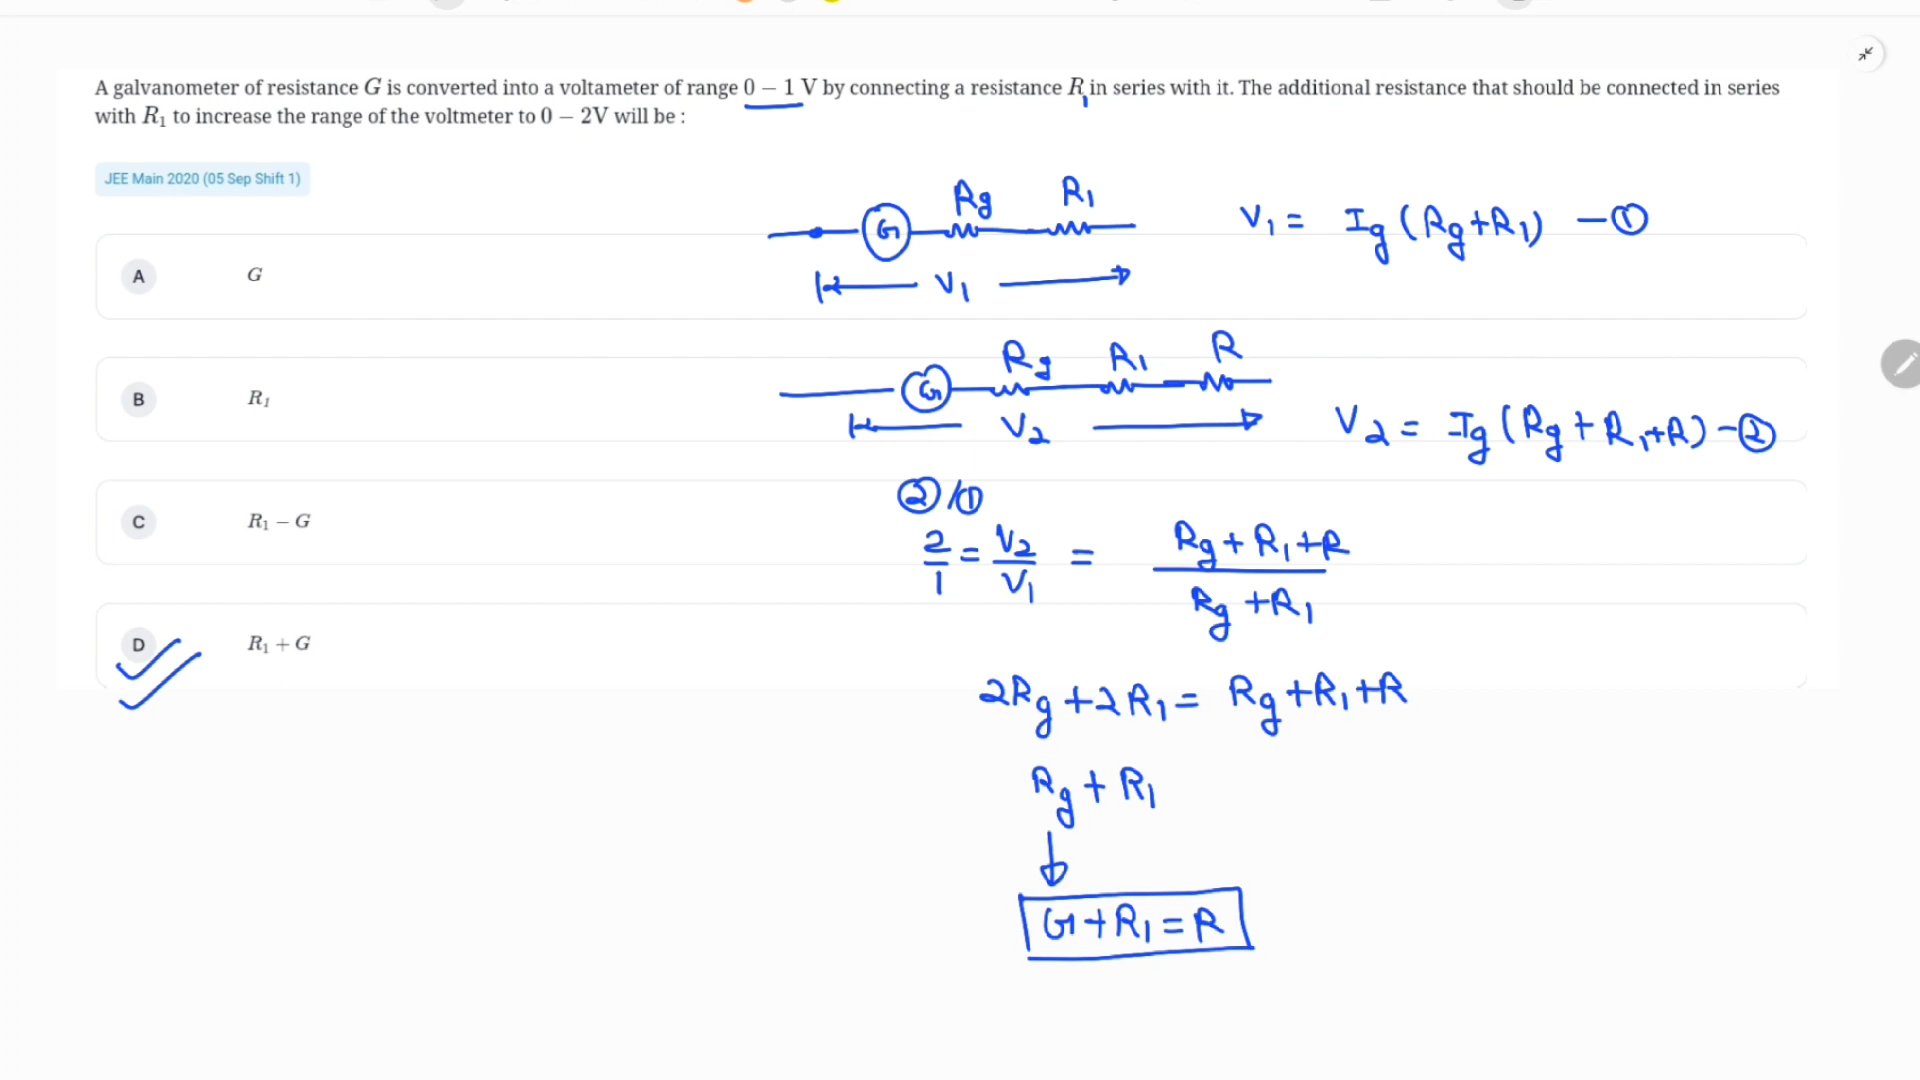 A galvanometer of resistance G is converted into a voltameter of range 0 – 1 V by connecting a resistance R₁ in series with it. The additional resistance that should be connected in series
with R₁ to increase the range of the voltmeter to 0 – 2V will be :
JEE Main 2020 (05 Sep Shift 1)
A G
B R₁
C R₁ – G
D R₁ + G
Rg R₁
G
V₁
V₁ = Ig (Rg+R₁) – ①
Rg R₁ R
G
V₂
V₂ = Ig (Rg + R₁+R) – ②
②/①
2/1 = V₂/V₁ = Rg + R₁ + R / Rg + R₁
2Rg + 2R₁ = Rg + R₁ + R
Rg + R₁
↓
G + R₁ = R